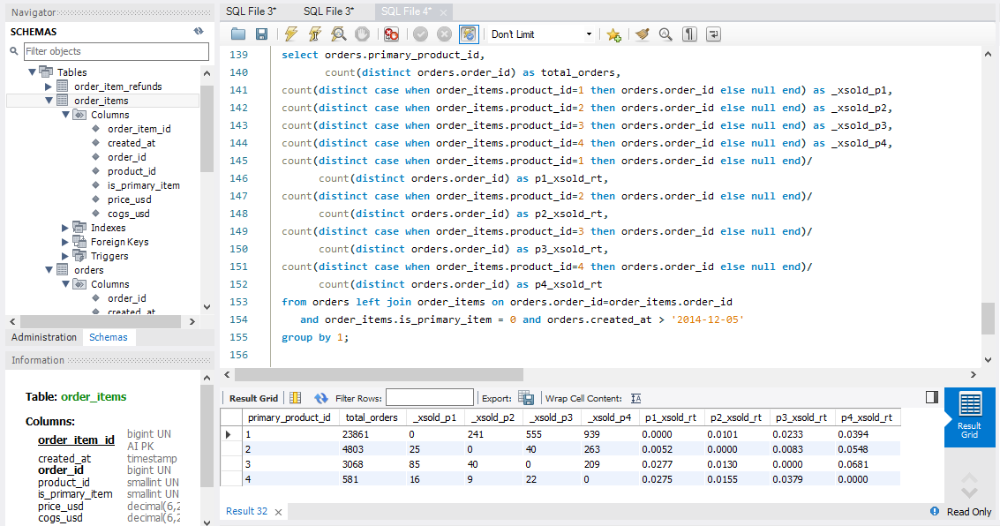 Navigator
SQL File 3*
SQL File 3*
SQL File 4*
SCHEMAS
Filter objects
Tables
order_item_refunds
order_items
Columns
order_item_id
created_at
order_id
product_id
is_primary_item
price_usd
cogs_usd
Indexes
Foreign Keys
Triggers
orders
Columns
order_id
created_at
Administration Schemas
Information
Table: order_items
Columns:
order_item_id bigint UN
AI PK
created_at timestamp
order_id bigint UN
product_id smallint UN
is_primary_item smallint UN
price_usd decimal(6,2
cogs_usd decimal(6,2
Don't Limit
139 select orders.primary_product_id,
140 count(distinct orders.order_id) as total_orders,
141 count(distinct case when order_items.product_id=1 then orders.order_id else null end) as _xsold_p1,
142 count(distinct case when order_items.product_id=2 then orders.order_id else null end) as _xsold_p2,
143 count(distinct case when order_items.product_id=3 then orders.order_id else null end) as _xsold_p3,
144 count(distinct case when order_items.product_id=4 then orders.order_id else null end) as _xsold_p4,
145 count(distinct case when order_items.product_id=1 then orders.order_id else null end)/
146 count(distinct orders.order_id) as p1_xsold_rt,
147 count(distinct case when order_items.product_id=2 then orders.order_id else null end)/
148 count(distinct orders.order_id) as p2_xsold_rt,
149 count(distinct case when order_items.product_id=3 then orders.order_id else null end)/
150 count(distinct orders.order_id) as p3_xsold_rt,
151 count(distinct case when order_items.product_id=4 then orders.order_id else null end)/
152 count(distinct orders.order_id) as p4_xsold_rt
153 from orders left join order_items on orders.order_id=order_items.order_id
154 and order_items.is_primary_item = 0 and orders.created_at > '2014-12-05'
155 group by 1;
156
Result Grid Filter Rows: Export: Wrap Cell Content:
primary_product_id total_orders _xsold_p1 _xsold_p2 _xsold_p3 _xsold_p4 p1_xsold_rt p2_xsold_rt p3_xsold_rt p4_xsold_rt
1 23861 0 241 555 939 0.0000 0.0101 0.0233 0.0394
2 4803 25 0 40 263 0.0052 0.0000 0.0083 0.0548
3 3068 85 40 0 209 0.0277 0.0130 0.0000 0.0681
4 581 16 9 22 0 0.0275 0.0155 0.0379 0.0000
Result
Grid
Result 32
Read Only